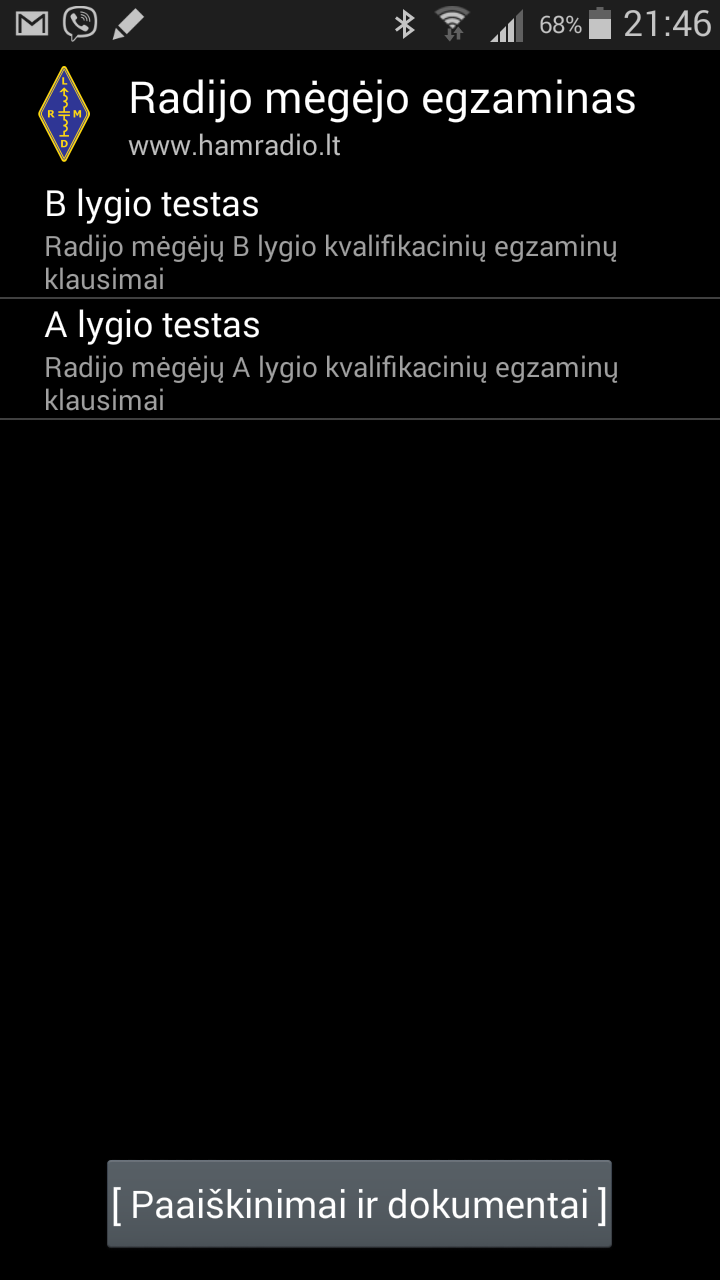 68% 21:46
Radijo mėgėjo egzaminas
www.hamradio.lt
L
R M
D
B lygio testas
Radijo mėgėjų B lygio kvalifikacinių egzaminų
klausimai
A lygio testas
Radijo mėgėjų A lygio kvalifikacinių egzaminų
klausimai
[ Paaiškinimai ir dokumentai ]